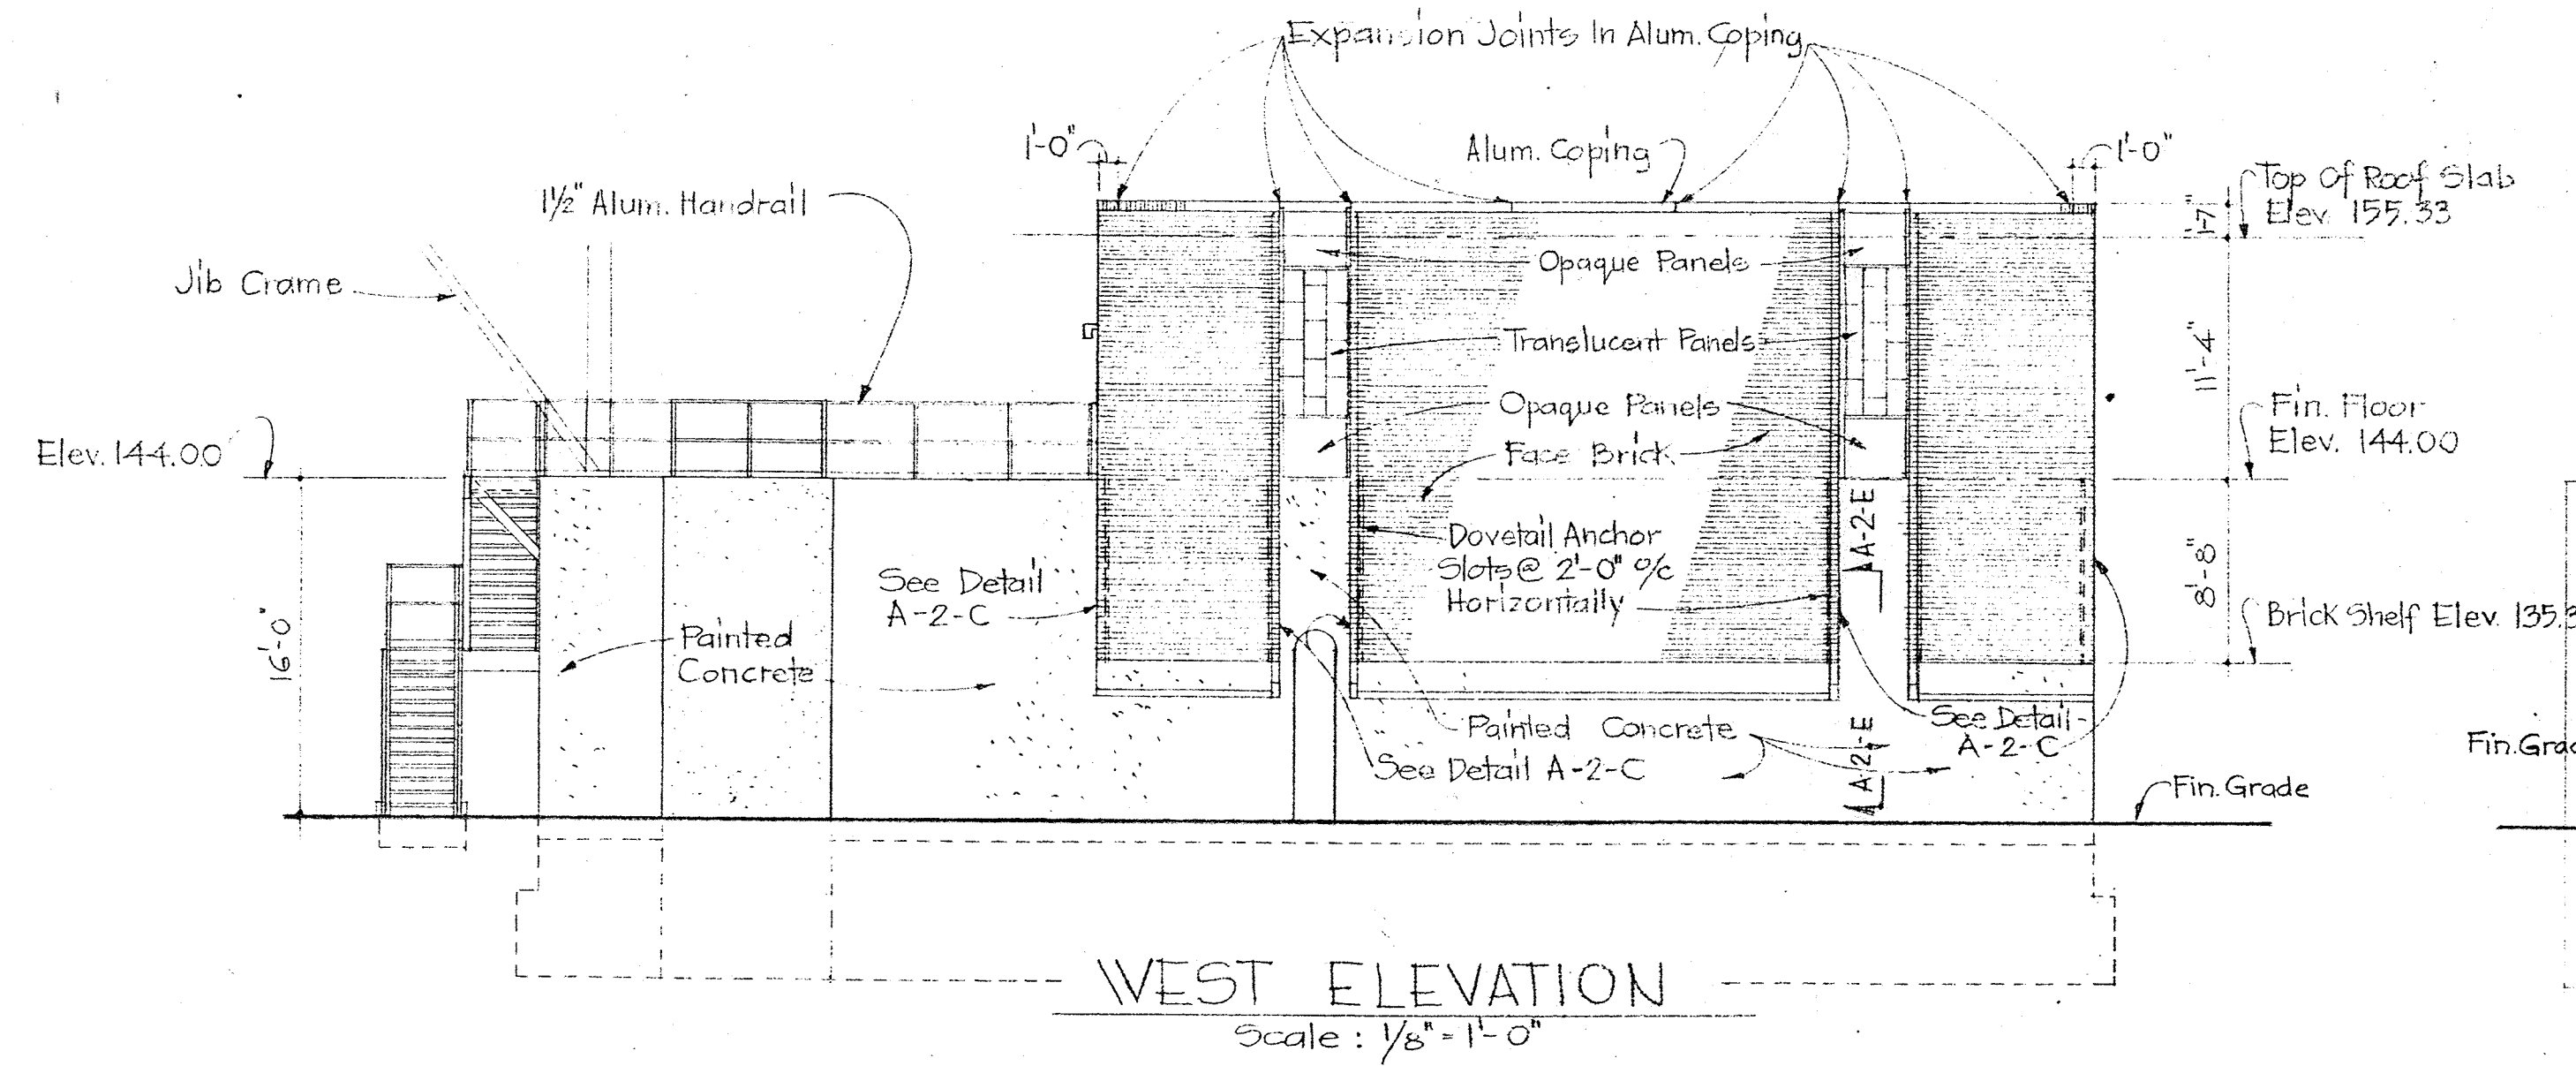 Expansion Joints In Alum. Coping
1'-0"
Alum. Coping
1'-0"
Top Of Roof Slab
Elev. 155.33
1'-7"
1½" Alum. Handrail
Opaque Panels
Jib Crame
Translucent Panels
11'-4"
Opaque Panels
Fin. Floor
Elev. 144.00
Elev. 144.00
Face Brick
A-2-E
Dovetail Anchor
Slots @ 2'-0" o/c
Horizontally
See Detail
A-2-C
8'-8"
Brick Shelf Elev. 135.3
16'-0"
Painted
Concrete
Painted Concrete
See Detail
A-2-C
See Detail A-2-C
A-2-E
Fin. Grad
Fin. Grade
WEST ELEVATION
Scale : 1/8" = 1'-0"